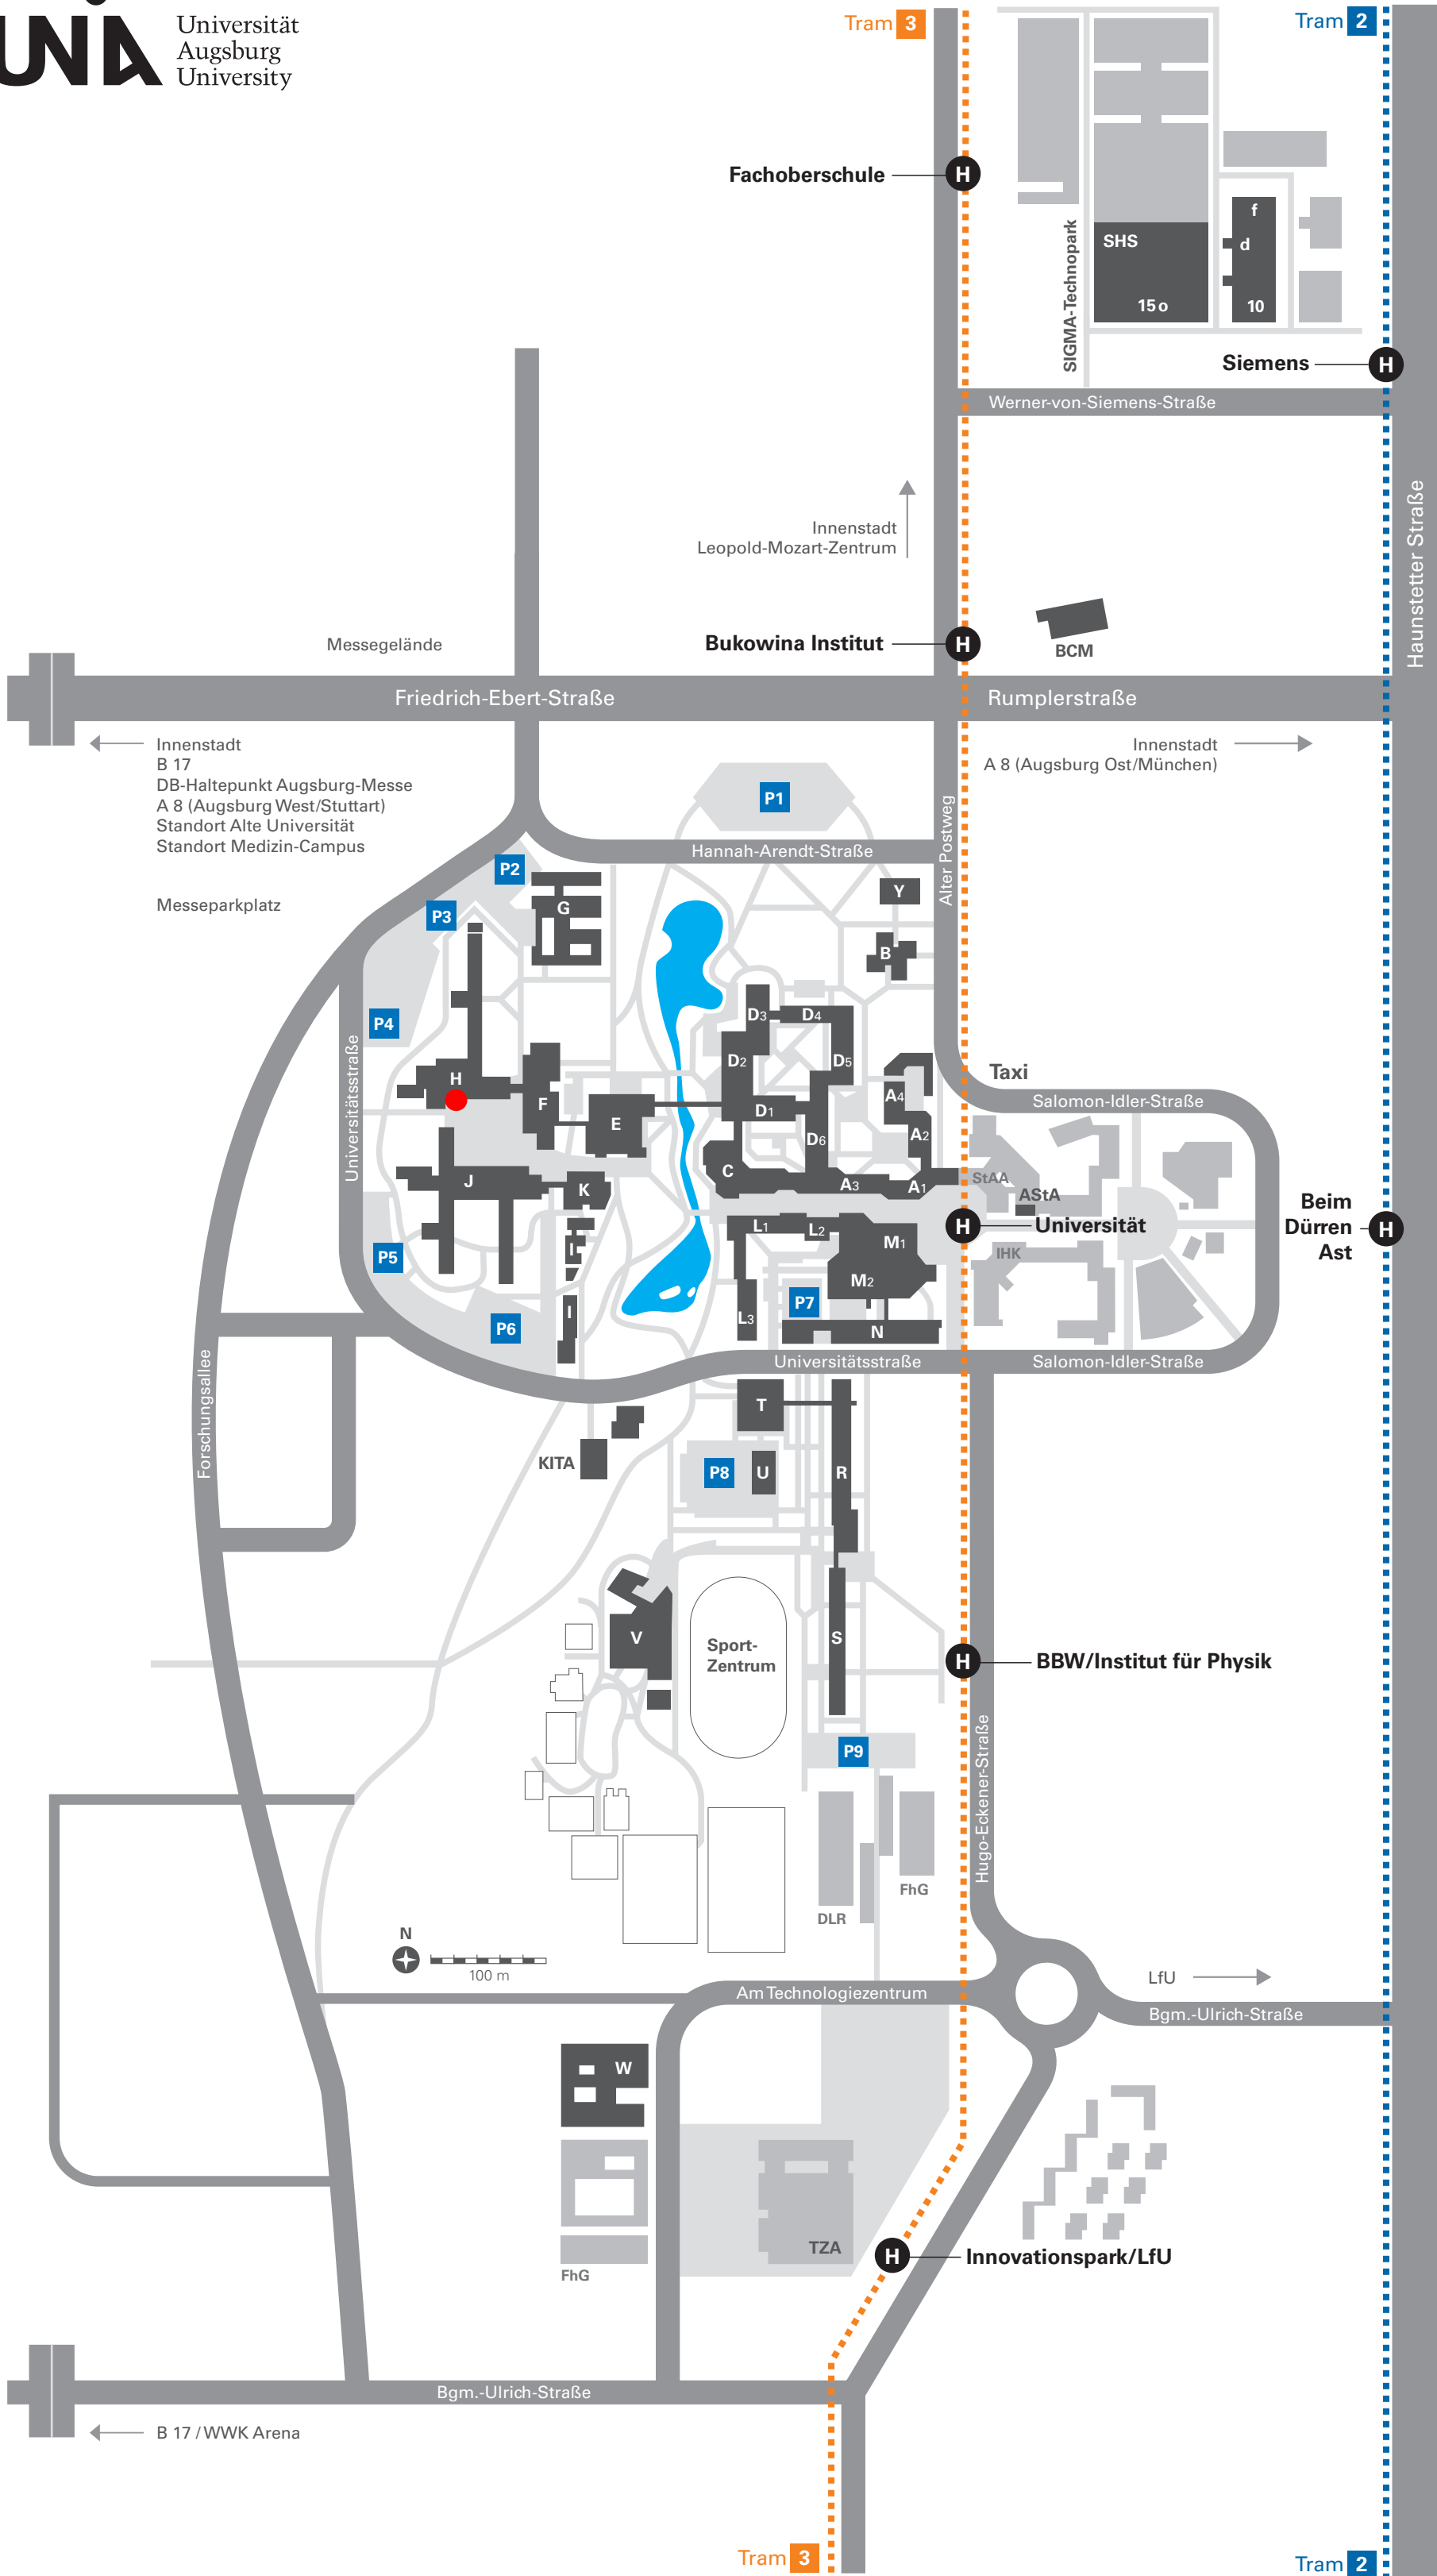 UNIA
Universität
Augsburg
University
Tram 3
Tram 2
Fachoberschule
H
SIGMA-Technopark
SHS
15 o
f
d
10
Siemens
H
Werner-von-Siemens-Straße
Haunstetter Straße
Innenstadt
Leopold-Mozart-Zentrum
Bukowina Institut
H
BCM
Messegelände
Friedrich-Ebert-Straße
Rumplerstraße
Innenstadt
B 17
DB-Haltepunkt Augsburg-Messe
A 8 (Augsburg West/Stuttart)
Standort Alte Universität
Standort Medizin-Campus
Innenstadt
A 8 (Augsburg Ost/München)
Messeparkplatz
P1
Hannah-Arendt-Straße
Alter Postweg
P2
P3
G
Y
B
P4
D3
D4
D2
D5
Universitätsstraße
H
F
E
D1
D6
A4
A2
Taxi
Salomon-Idler-Straße
J
K
C
A3
A1
StAA
AStA
L1
L2
M1
H
Universität
Beim
Dürren
Ast
H
I
IHK
P5
M2
P7
P6
I
L3
N
Universitätsstraße
Salomon-Idler-Straße
Forschungsallee
T
KITA
P8
U
R
V
Sport-
Zentrum
S
H
BBW/Institut für Physik
P9
Hugo-Eckener-Straße
FhG
DLR
N
100 m
Am Technologiezentrum
LfU
Bgm.-Ulrich-Straße
W
TZA
H
Innovationspark/LfU
FhG
Bgm.-Ulrich-Straße
B 17 / WWK Arena
Tram 3
Tram 2